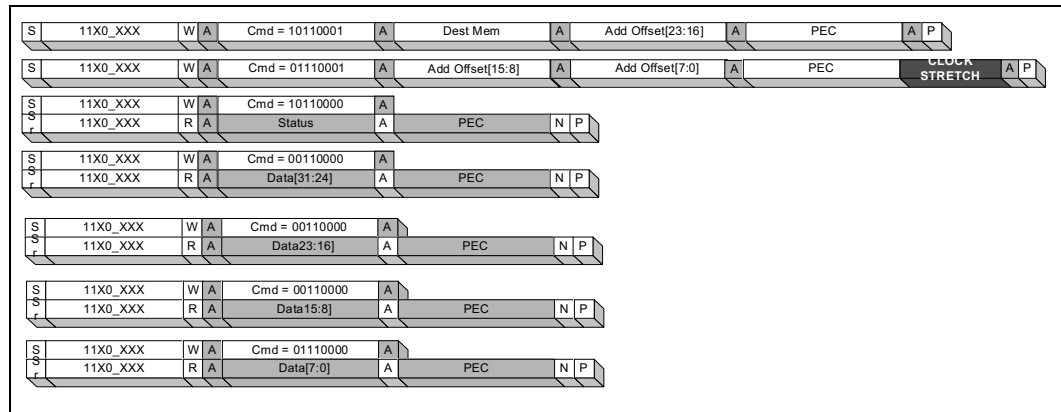 S 11X0_XXX W A Cmd = 10110001 A Dest Mem A Add Offset[23:16] A PEC A P
S 11X0_XXX W A Cmd = 01110001 A Add Offset[15:8] A Add Offset[7:0] A PEC CLOCK STRETCH A P
S 11X0_XXX W A Cmd = 10110000 A
Sr 11X0_XXX R A Status A PEC N P
S 11X0_XXX W A Cmd = 00110000 A
Sr 11X0_XXX R A Data[31:24] A PEC N P
S 11X0_XXX W A Cmd = 00110000 A
Sr 11X0_XXX R A Data23:16] A PEC N P
S 11X0_XXX W A Cmd = 00110000 A
Sr 11X0_XXX R A Data15:8] A PEC N P
S 11X0_XXX W A Cmd = 01110000 A
Sr 11X0_XXX R A Data[7:0] A PEC N P